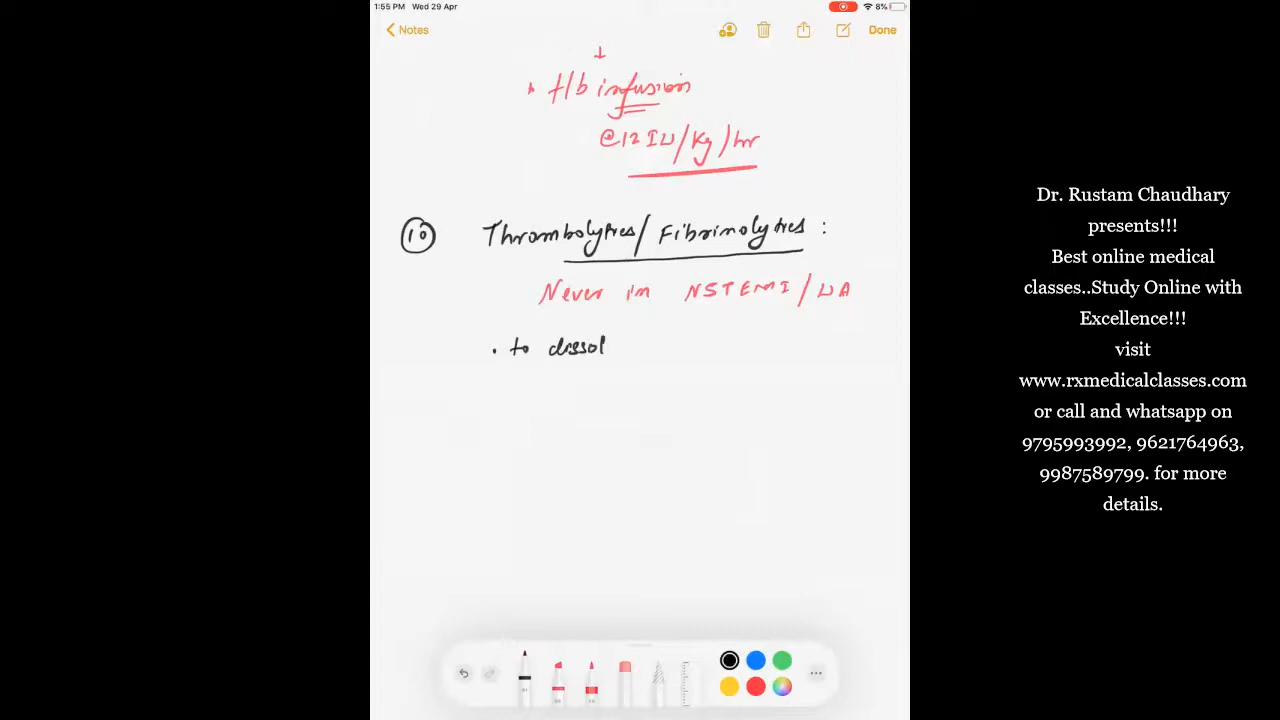 1:55 PM Wed 29 Apr
8%
Notes
Done
Hb infusion
@12 IU/Kg/hr
10 Thrombolytics/Fibrinolytics :
Never in NSTEMI/UA
. to dissol
Dr. Rustam Chaudhary
presents!!!
Best online medical
classes..Study Online with
Excellence!!!
visit
www.rxmedicalclasses.com
or call and whatsapp on
9795993992, 9621764963,
9987589799. for more
details.